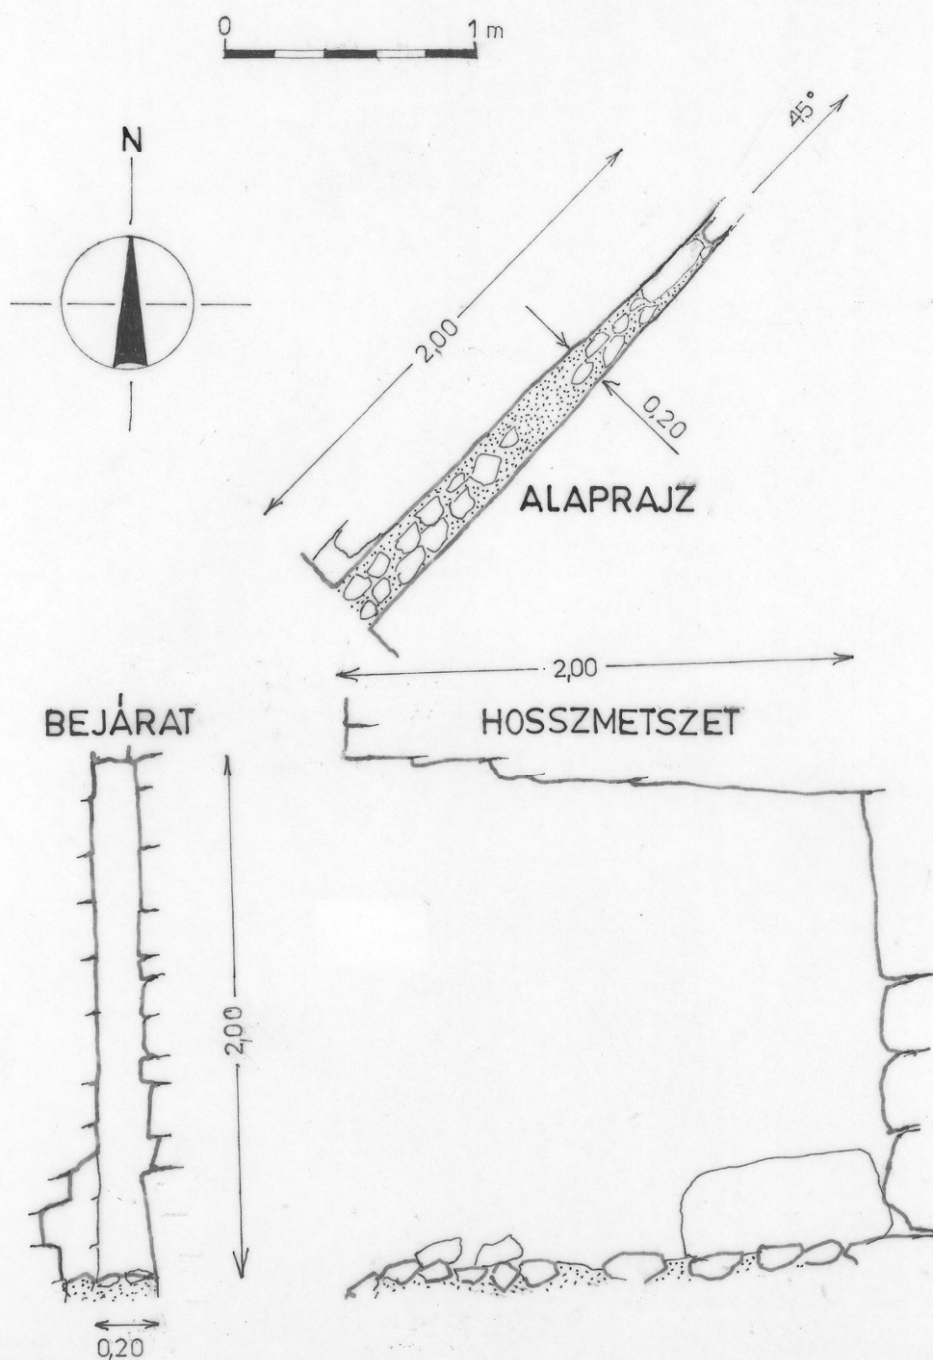 0 1 m
N
45°
2,00
0,20
ALAPRAJZ
2,00
BEJÁRAT
HOSSZMETSZET
2,00
0,20